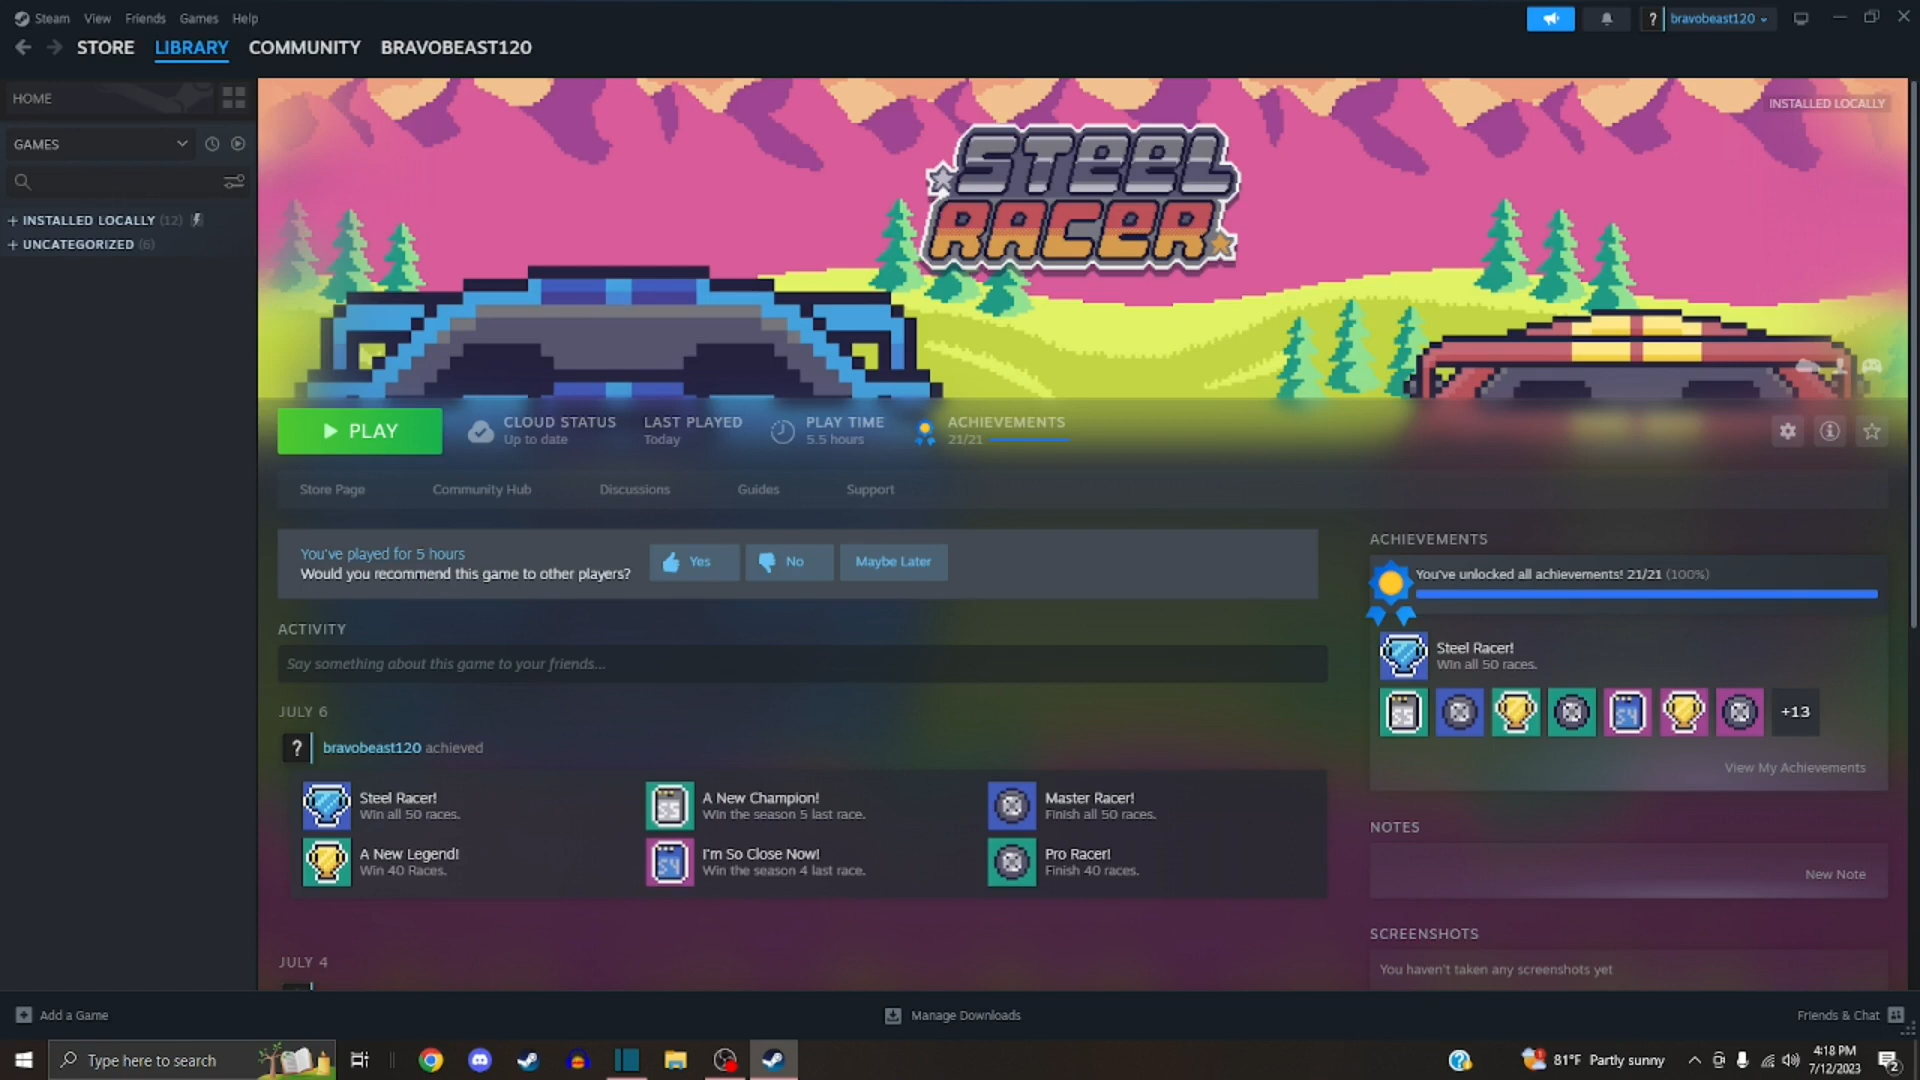 Steam View Friends Games Help
? bravobeast120
STORE LIBRARY COMMUNITY BRAVOBEAST120
HOME
GAMES
+ INSTALLED LOCALLY (12)
+ UNCATEGORIZED (6)
INSTALLED LOCALLY
STEEL
RACER
PLAY
CLOUD STATUS
Up to date
LAST PLAYED
Today
PLAY TIME
5.5 hours
ACHIEVEMENTS
21/21
Store Page Community Hub Discussions Guides Support
You've played for 5 hours
Would you recommend this game to other players?
Yes No Maybe Later
ACTIVITY
Say something about this game to your friends...
JULY 6
? bravobeast120 achieved
Steel Racer!
Win all 50 races.
S5
A New Champion!
Win the season 5 last race.
Master Racer!
Finish all 50 races.
A New Legend!
Win 40 Races.
S4
I'm So Close Now!
Win the season 4 last race.
Pro Racer!
Finish 40 races.
JULY 4
ACHIEVEMENTS
You've unlocked all achievements! 21/21 (100%)
Steel Racer!
Win all 50 races.
S5 S4 +13
View My Achievements
NOTES
New Note
SCREENSHOTS
You haven't taken any screenshots yet
Add a Game Manage Downloads Friends & Chat
Type here to search
81°F Partly sunny
4:18 PM
7/12/2023
2